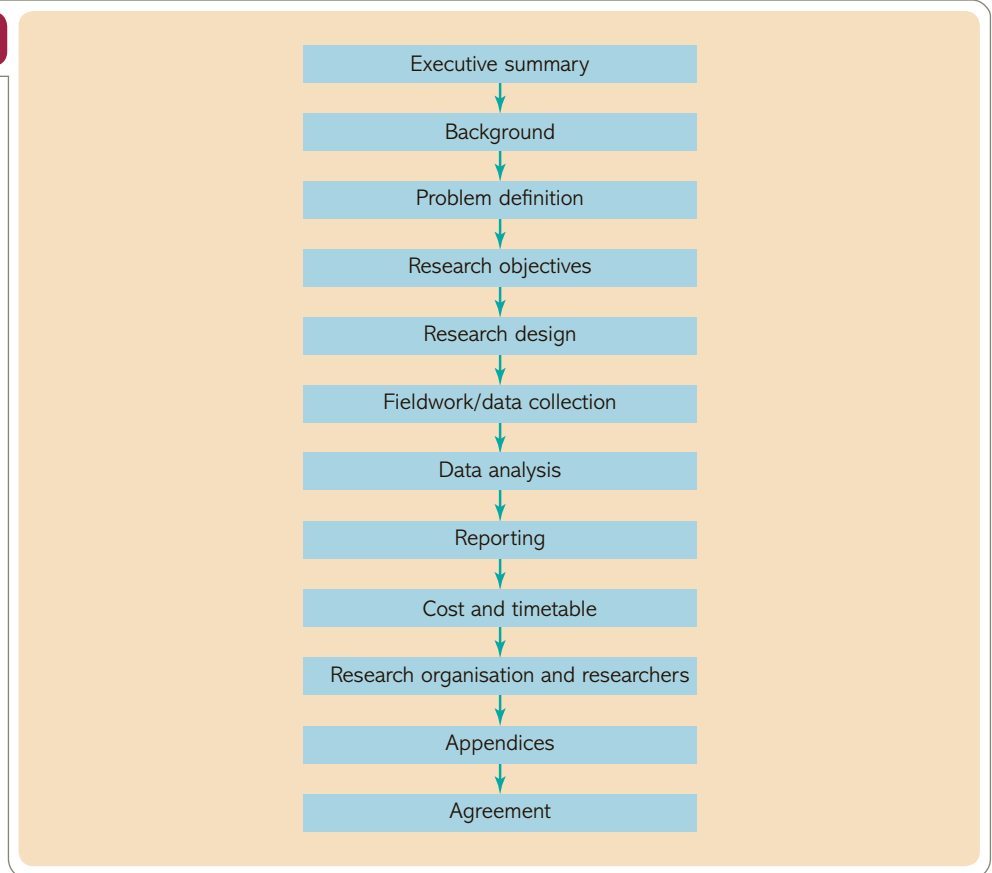 Executive summary
Background
Problem definition
Research objectives
Research design
Fieldwork/data collection
Data analysis
Reporting
Cost and timetable
Research organisation and researchers
Appendices
Agreement